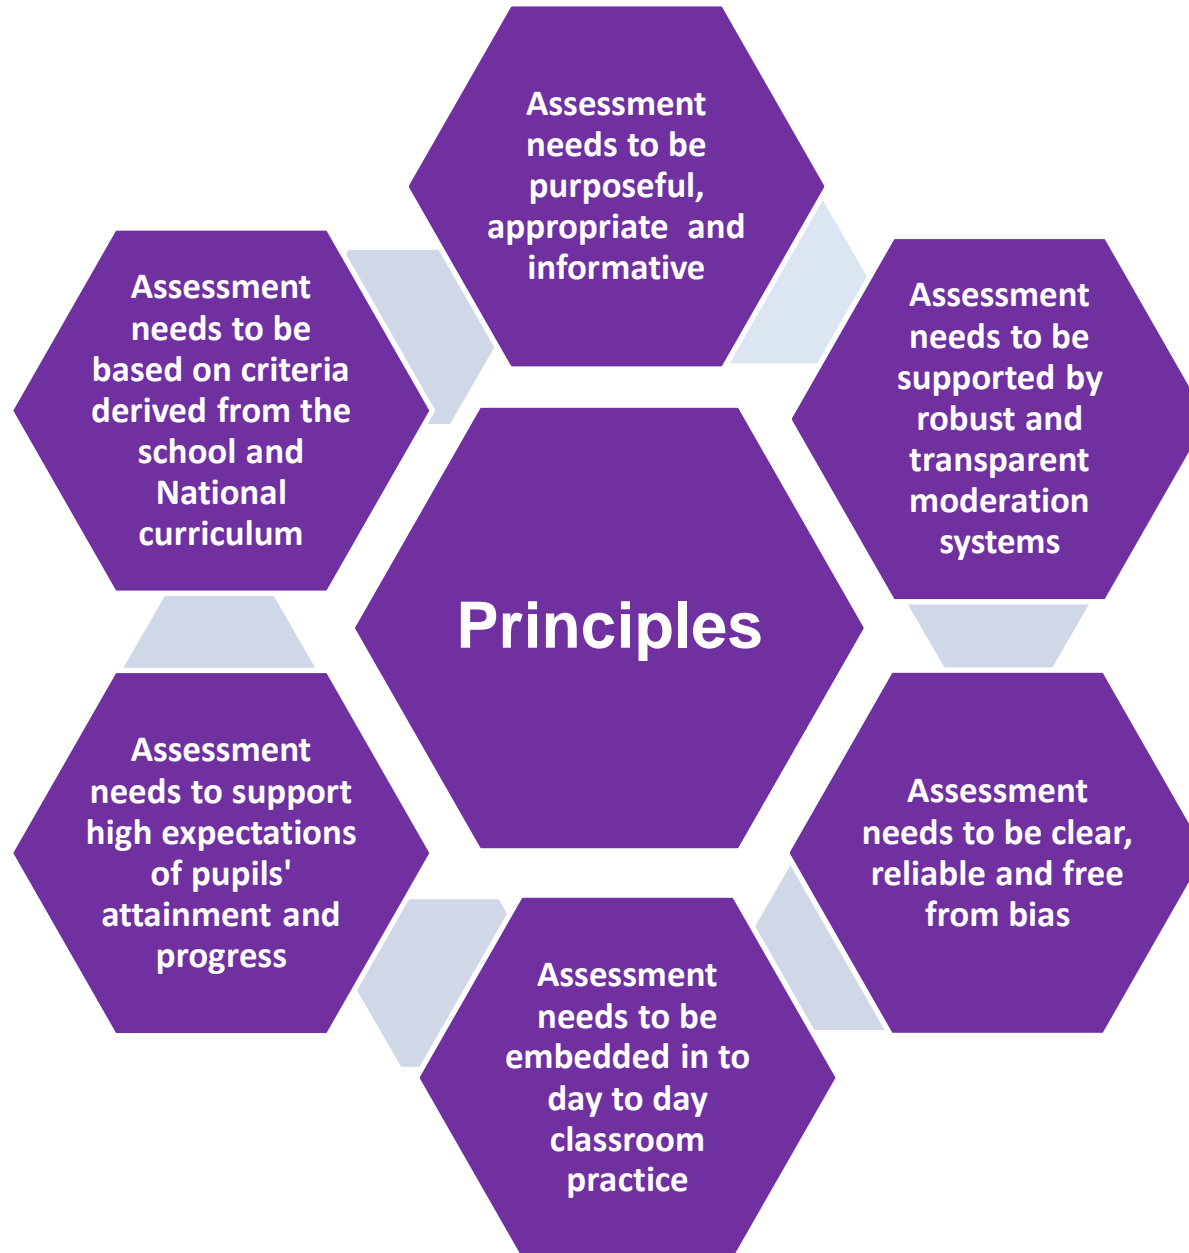 Assessment
needs to be
purposeful,
appropriate  and
informative
Assessment
needs to be
supported by
robust and
transparent
moderation
systems
Assessment
needs to be clear,
reliable and free
from bias
Assessment
needs to be
embedded in to
day to day
classroom
practice
Assessment
needs to support
high expectations
of pupils'
attainment and
progress
Assessment
needs to be
based on criteria
derived from the
school and
National
curriculum
Principles